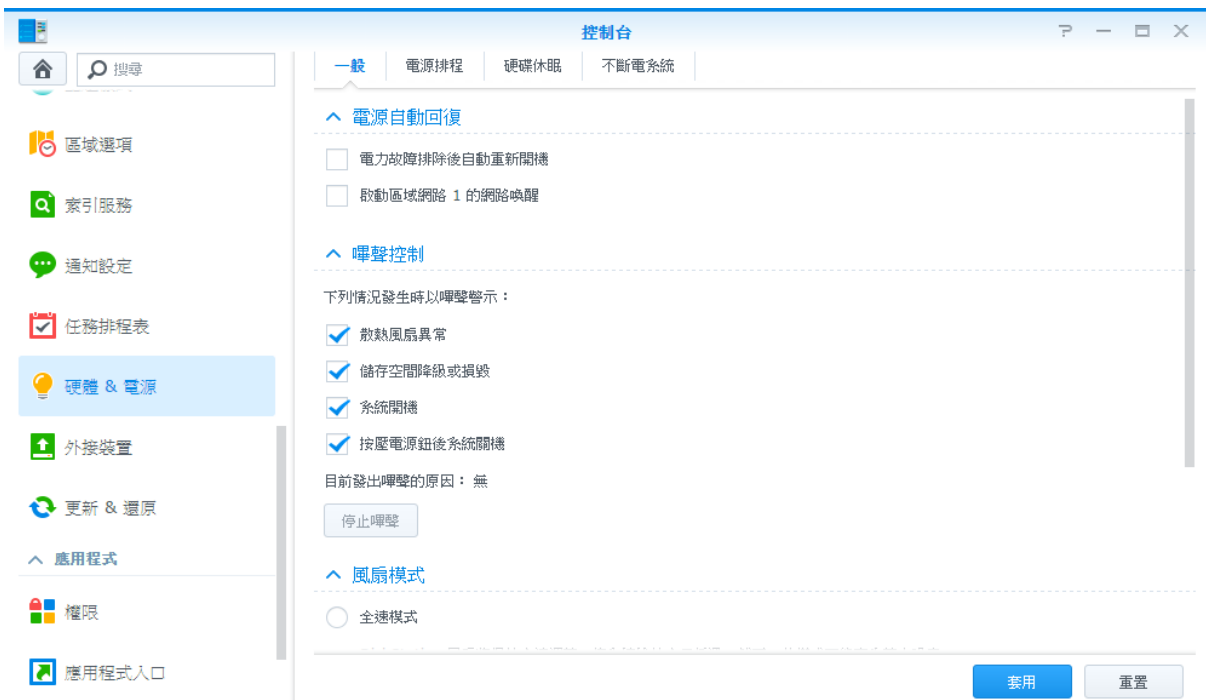 控制台
搜尋
區域選項
索引服務
通知設定
任務排程表
硬體 & 電源
外接裝置
更新 & 還原
應用程式
權限
應用程式入口
一般
電源排程
硬碟休眠
不斷電系統
電源自動回復
電力故障排除後自動重新開機
啟動區域網路 1 的網路喚醒
嗶聲控制
下列情況發生時以嗶聲警示：
散熱風扇異常
儲存空間降級或損毀
系統開機
按壓電源鈕後系統關機
目前發出嗶聲的原因： 無
停止嗶聲
風扇模式
全速模式
套用
重置